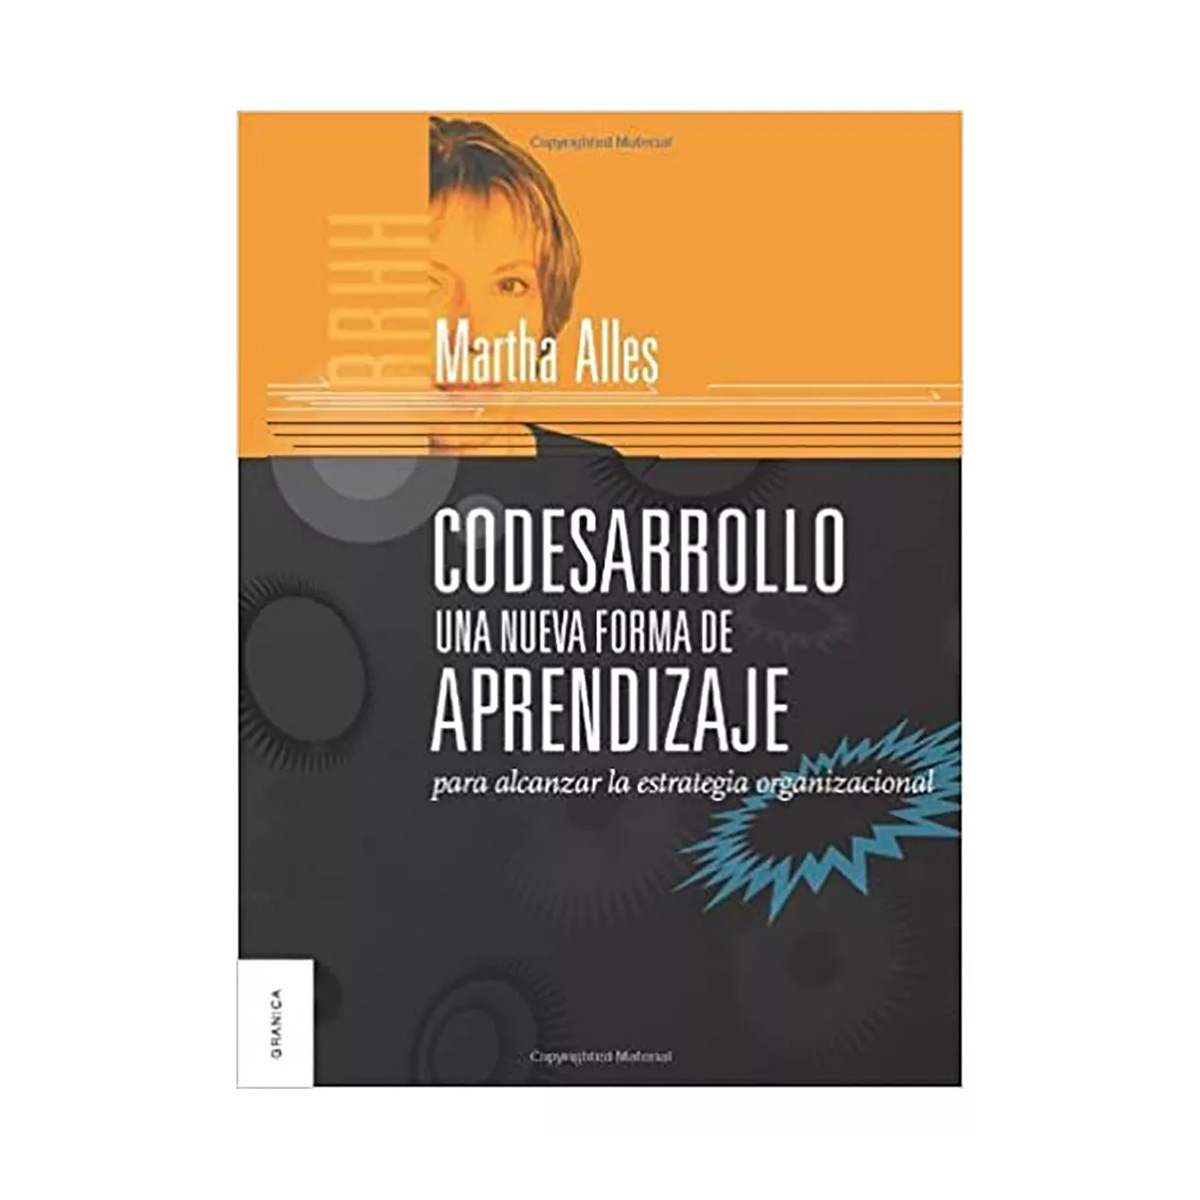 Copyrighted Material
RRHH
Martha Alles
CODESARROLLO
UNA NUEVA FORMA DE
APRENDIZAJE
para alcanzar la estrategia organizacional
GRANICA
Copyrighted Material